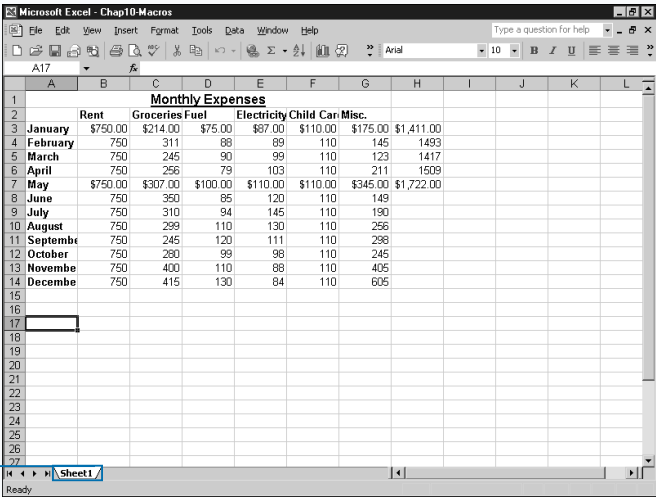 Microsoft Excel - Chap10-Macros
File Edit View Insert Format Tools Data Window Help Type a question for help
Arial 10 B I U
A17 fx
A B C D E F G H I J K L
1 Monthly Expenses
2 Rent Groceries Fuel Electricity Child Car Misc.
3 January $750.00 $214.00 $75.00 $87.00 $110.00 $175.00 $1,411.00
4 February 750 311 88 89 110 145 1493
5 March 750 245 90 99 110 123 1417
6 April 750 256 79 103 110 211 1509
7 May $750.00 $307.00 $100.00 $110.00 $110.00 $345.00 $1,722.00
8 June 750 350 85 120 110 149
9 July 750 310 94 145 110 190
10 August 750 299 110 130 110 256
11 Septembe 750 245 120 111 110 298
12 October 750 280 99 98 110 245
13 Novembe 750 400 110 88 110 405
14 Decembe 750 415 130 84 110 605
15
16
17
18
19
20
21
22
23
24
25
26
27
Sheet1
Ready